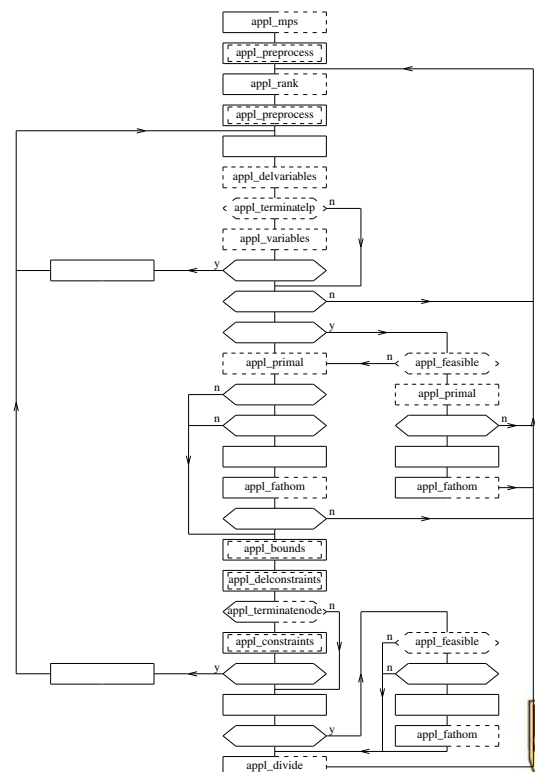 appl_mps
appl_preprocess
appl_rank
appl_preprocess
appl_delvariables
appl_terminatelp
n
appl_variables
y
n
y
appl_primal
n
appl_feasible
n
appl_primal
n
n
appl_fathom
appl_fathom
n
appl_bounds
appl_delconstraints
appl_terminatenode
n
appl_constraints
n
appl_feasible
y
n
y
appl_fathom
appl_divide